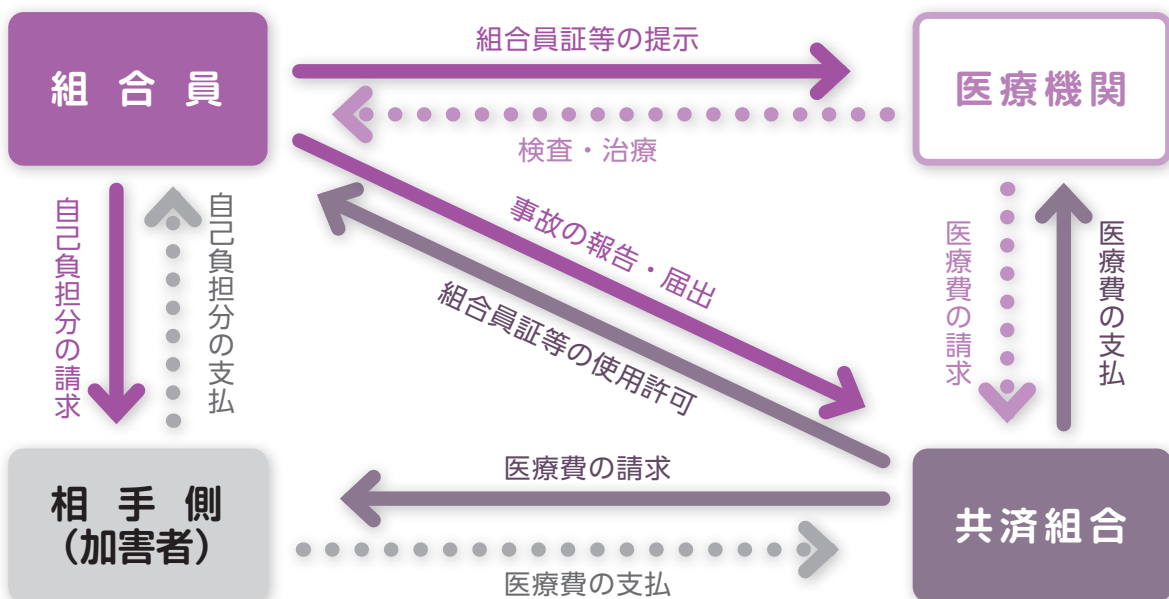 組合員証等の提示
組合員
医療機関
検査・治療
自己負担分の請求
自己負担分の支払
事故の報告・届出
組合員証等の使用許可
医療費の請求
医療費の支払
医療費の請求
相手側
（加害者）
共済組合
医療費の支払